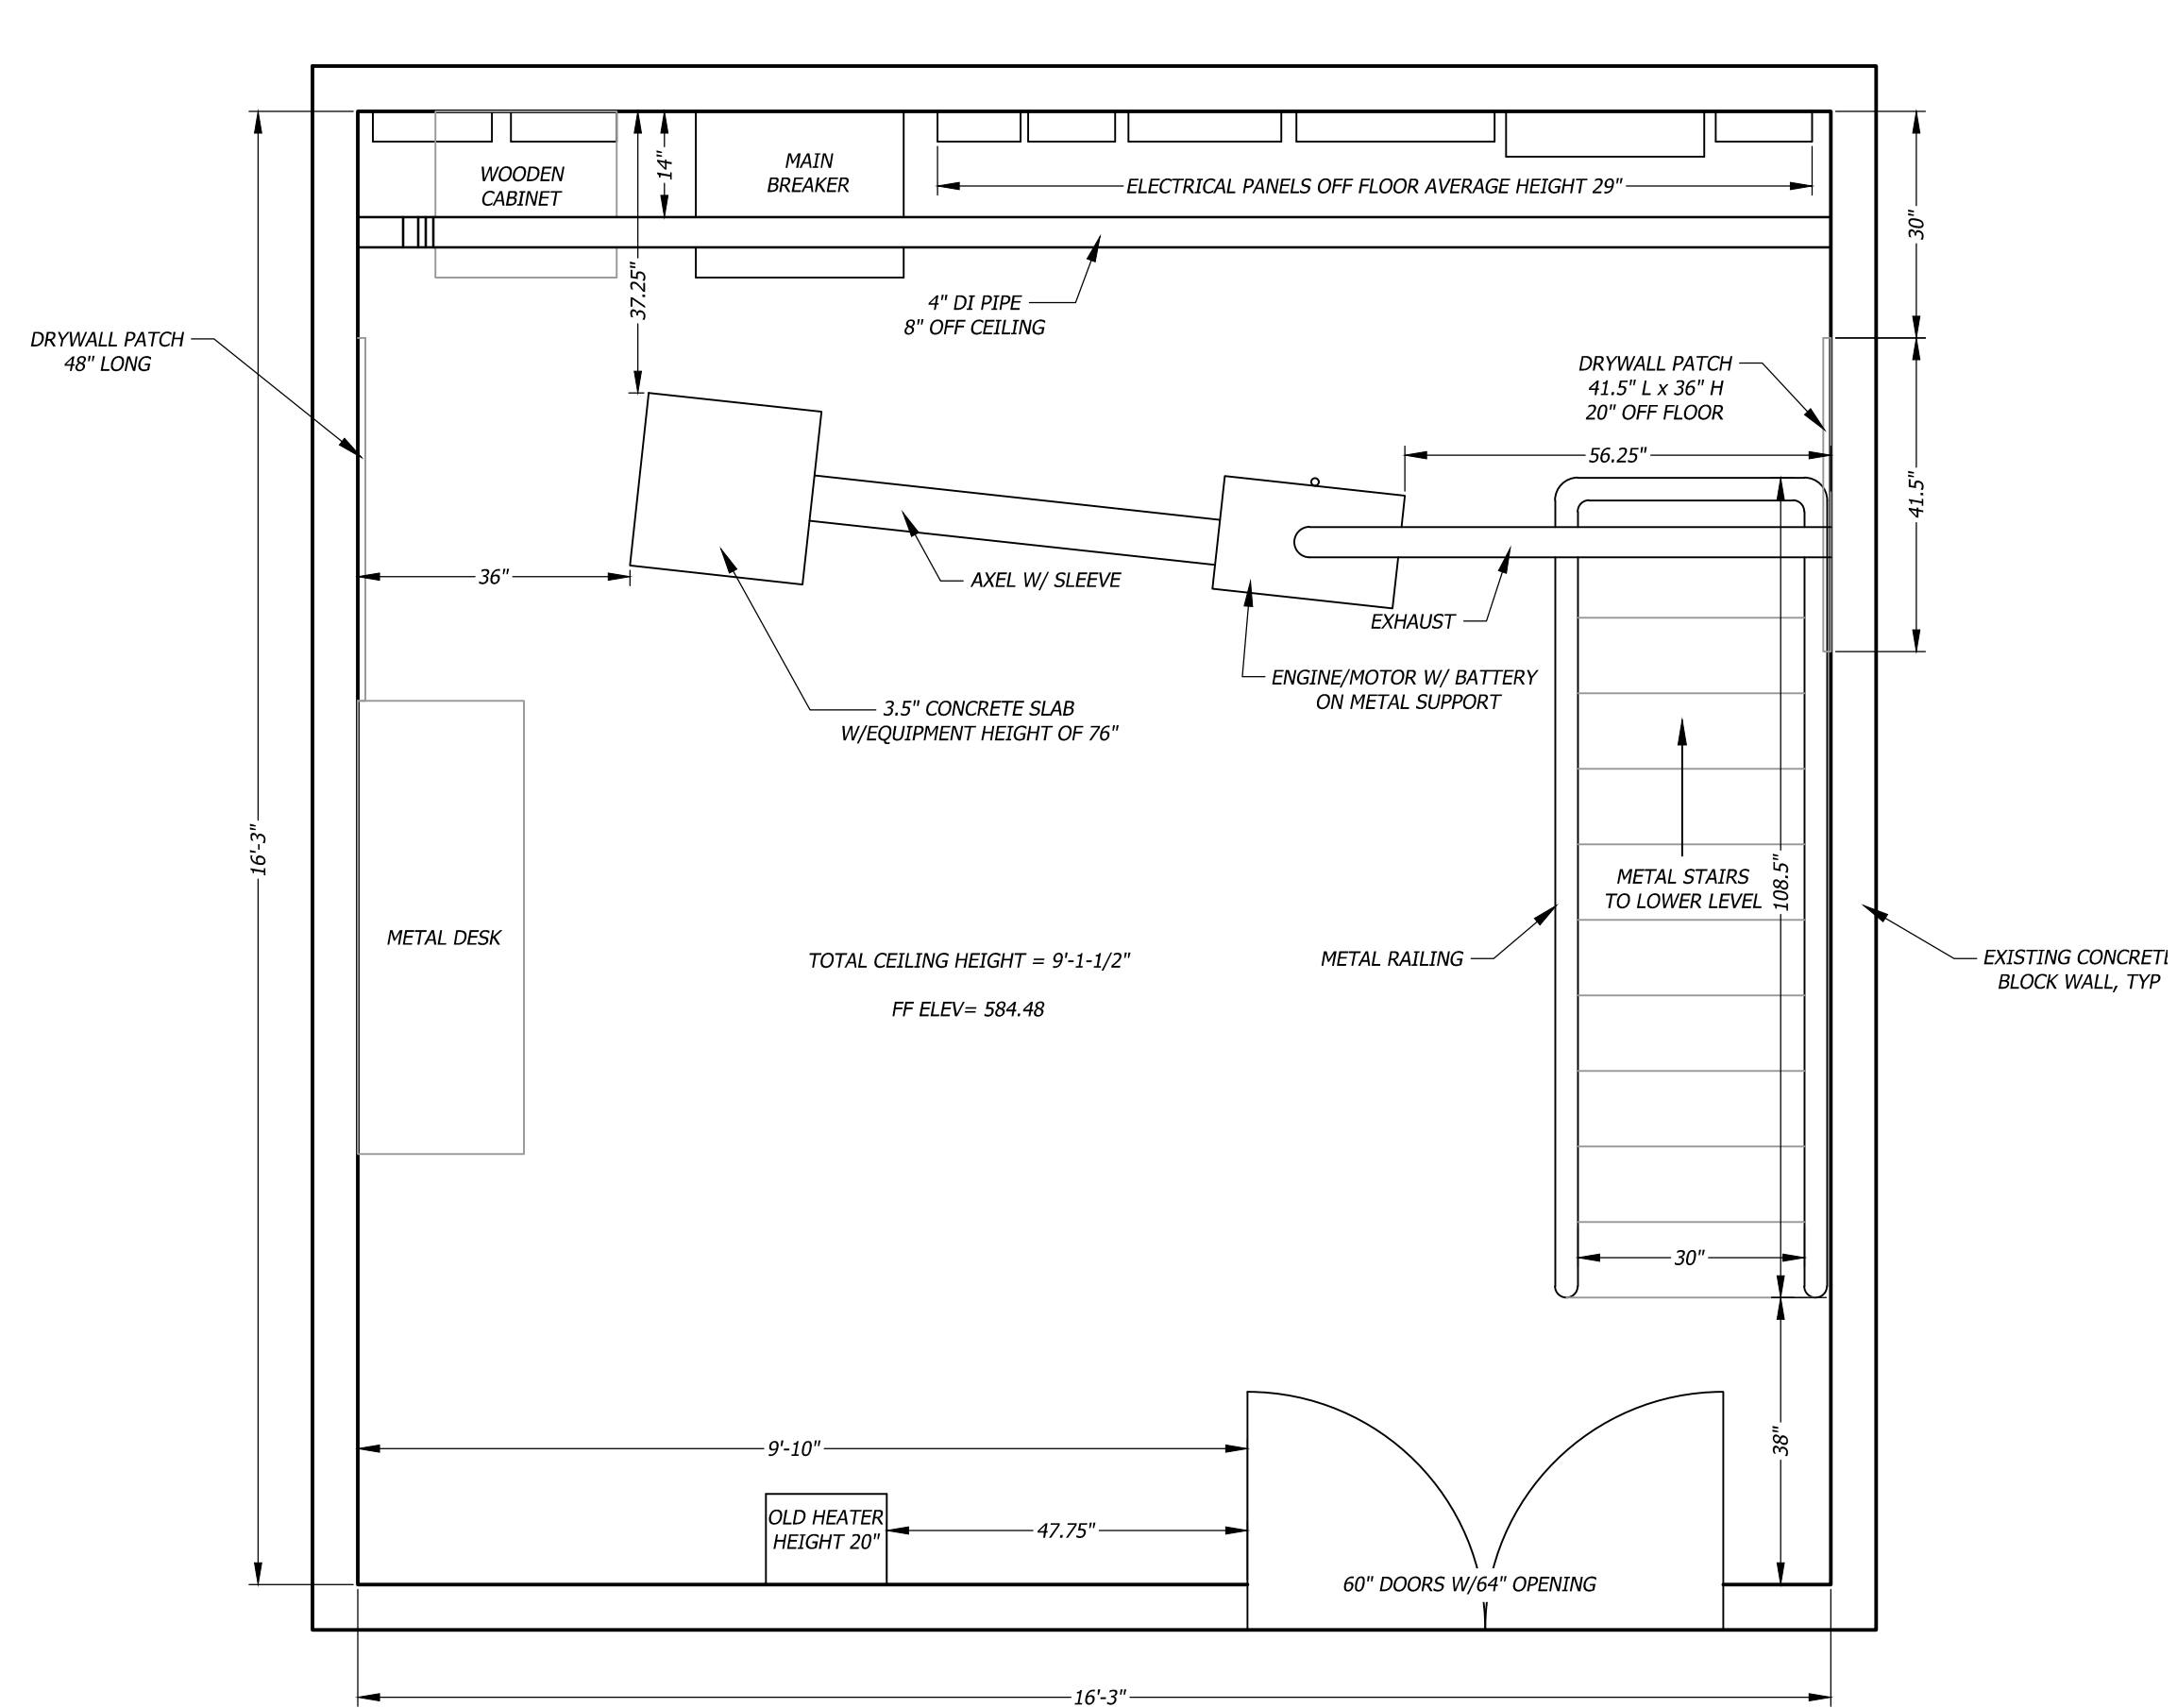 WOODEN
CABINET
14"
MAIN
BREAKER
ELECTRICAL PANELS OFF FLOOR AVERAGE HEIGHT 29"
30"
37.25"
4" DI PIPE
8" OFF CEILING
DRYWALL PATCH
48" LONG
DRYWALL PATCH
41.5" L x 36" H
20" OFF FLOOR
56.25"
41.5"
36"
AXEL W/ SLEEVE
EXHAUST
ENGINE/MOTOR W/ BATTERY
ON METAL SUPPORT
3.5" CONCRETE SLAB
W/EQUIPMENT HEIGHT OF 76"
16'-3"
METAL STAIRS
TO LOWER LEVEL
108.5"
METAL DESK
TOTAL CEILING HEIGHT = 9'-1-1/2"
FF ELEV= 584.48
METAL RAILING
EXISTING CONCRETE
BLOCK WALL, TYP
30"
9'-10"
38"
OLD HEATER
HEIGHT 20"
47.75"
60" DOORS W/64" OPENING
16'-3"